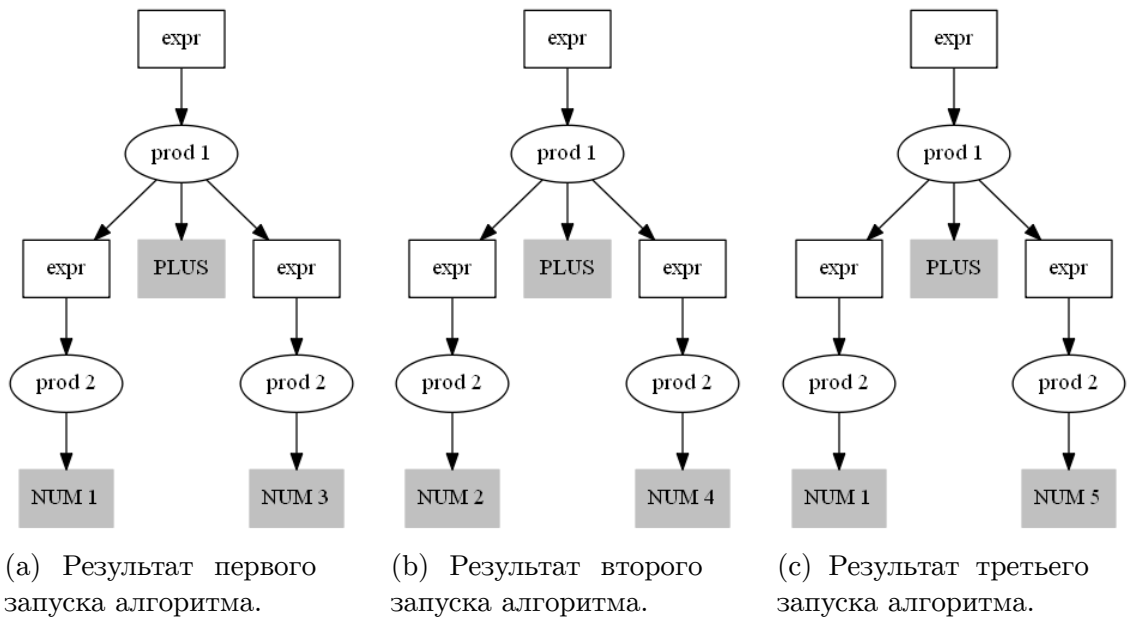 expr
prod 1
expr PLUS expr
prod 2 prod 2
NUM 1 NUM 3
(a) Результат первого
запуска алгоритма.
expr
prod 1
expr PLUS expr
prod 2 prod 2
NUM 2 NUM 4
(b) Результат второго
запуска алгоритма.
expr
prod 1
expr PLUS expr
prod 2 prod 2
NUM 1 NUM 5
(c) Результат третьего
запуска алгоритма.